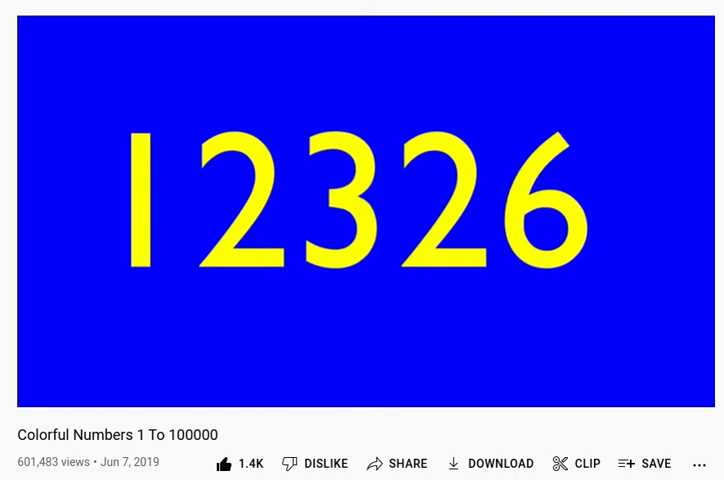 12326
Colorful Numbers 1 To 100000
601,483 views • Jun 7, 2019 1.4K DISLIKE SHARE DOWNLOAD CLIP SAVE ...